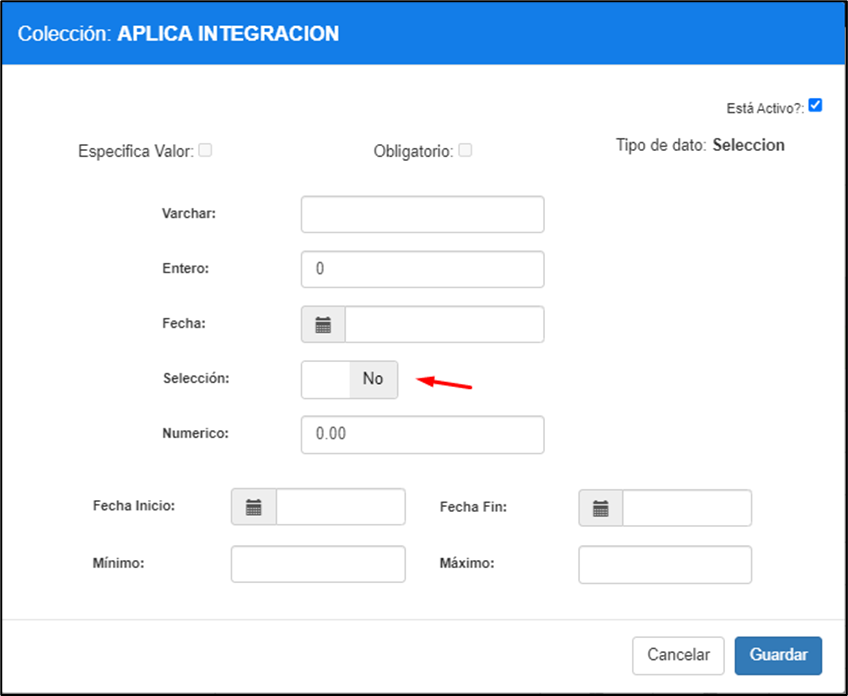 Colección: APLICA INTEGRACION
Está Activo?:
Especifica Valor: Obligatorio: Tipo de dato: Seleccion
Varchar:
Entero: 0
Fecha:
Selección: No
Numerico: 0.00
Fecha Inicio: Fecha Fin:
Mínimo: Máximo:
Cancelar Guardar